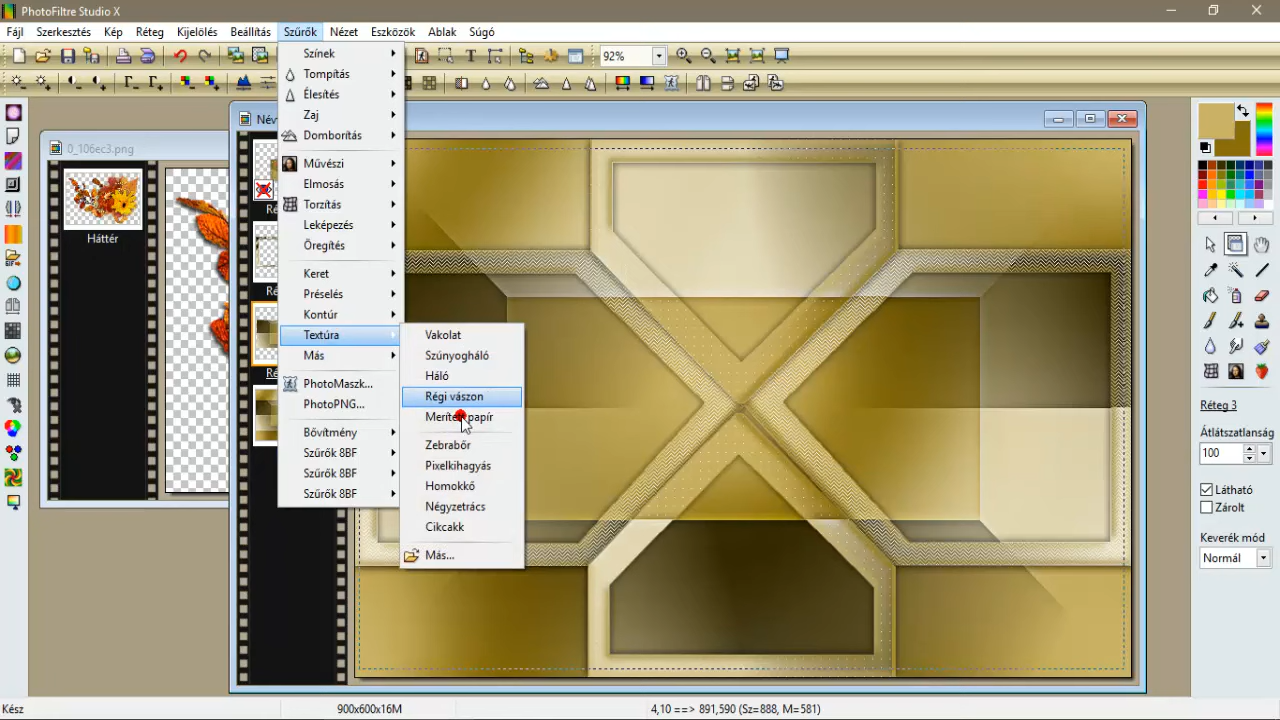 PhotoFiltre Studio X
Fájl Szerkesztés Kép Réteg Kijelölés Beállítás Szűrők Nézet Eszközök Ablak Súgó
92%
Színek
Tompítás
Élesítés
Zaj
Domborítás
Művészi
Elmosás
Torzítás
Leképezés
Öregítés
Keret
Préselés
Kontúr
Textúra
Más
PhotoMaszk...
PhotoPNG...
Bővítmény
Szűrők 8BF
Szűrők 8BF
Szűrők 8BF
Vakolat
Szúnyogháló
Háló
Régi vászon
Zebrabőr
Pixelkihagyás
Homokkő
Négyzetrács
Cikcakk
Más...
0_106ec3.png
Háttér
Réteg 3
Átlátszatlanság
100
Látható
Zárolt
Keverék mód
Normál
Kész
900x600x16M
4,10 ==> 891,590 (Sz=888, M=581)